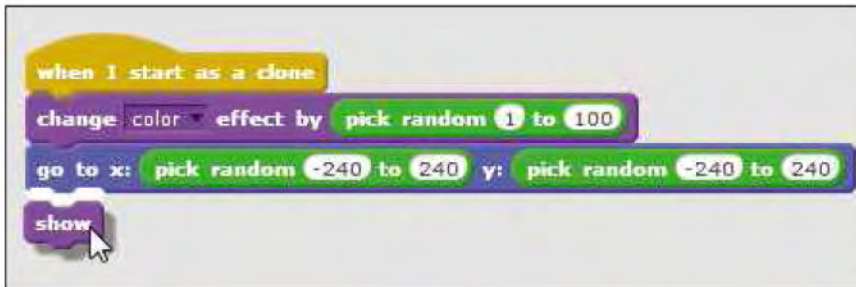 when I start as a clone
change color effect by pick random 1 to 100
go to x: pick random -240 to 240 y: pick random -240 to 240
show